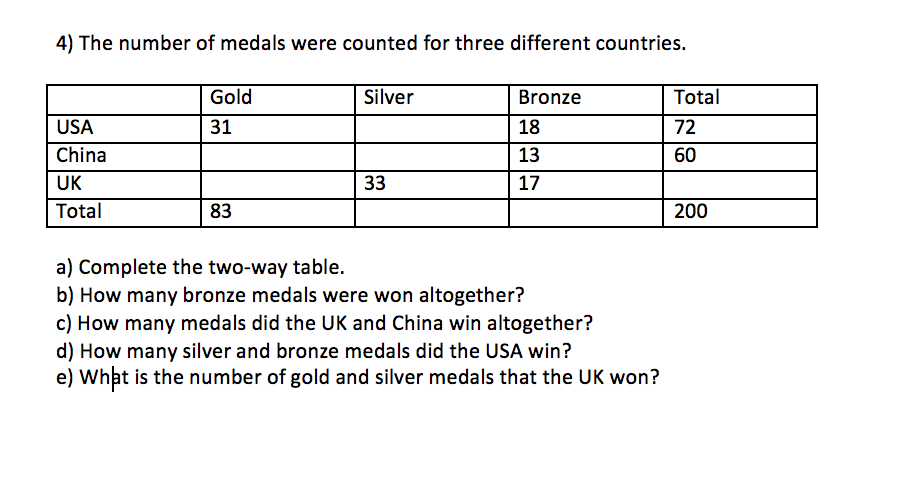 4) The number of medals were counted for three different countries.
Gold Silver Bronze Total
USA 31 18 72
China 13 60
UK 33 17
Total 83 200
a) Complete the two-way table.
b) How many bronze medals were won altogether?
c) How many medals did the UK and China win altogether?
d) How many silver and bronze medals did the USA win?
e) What is the number of gold and silver medals that the UK won?